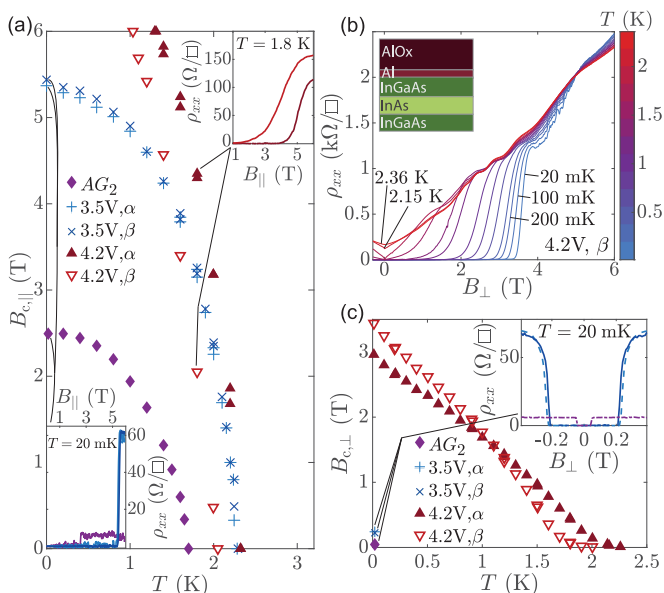 (a)
B_{c,||} (T)
6
5
4
3
2
1
0
0
1
2
3
T (K)
AG_2
3.5V,α
3.5V,β
4.2V,α
4.2V,β
T = 1.8 K
ρ_{xx} (Ω/□)
150
100
50
0
1
3
5
B_{||} (T)
B_{||} (T)
1
3
5
T = 20 mK
60
40
20
ρ_{xx} (Ω/□)
(b)
T (K)
AlOx
Al
InGaAs
InAs
InGaAs
ρ_{xx} (kΩ/□)
2
1.5
1
0.5
0
2.36 K
2.15 K
20 mK
100 mK
200 mK
4.2V, β
0
2
4
6
B_⊥ (T)
2
1.5
1
0.5
(c)
B_{c,⊥} (T)
3
2
1
0
0
0.5
1
1.5
2
2.5
T (K)
AG_2
3.5V,α
3.5V,β
4.2V,α
4.2V,β
T = 20 mK
ρ_{xx} (Ω/□)
50
0
-0.2
0.2
B_⊥ (T)